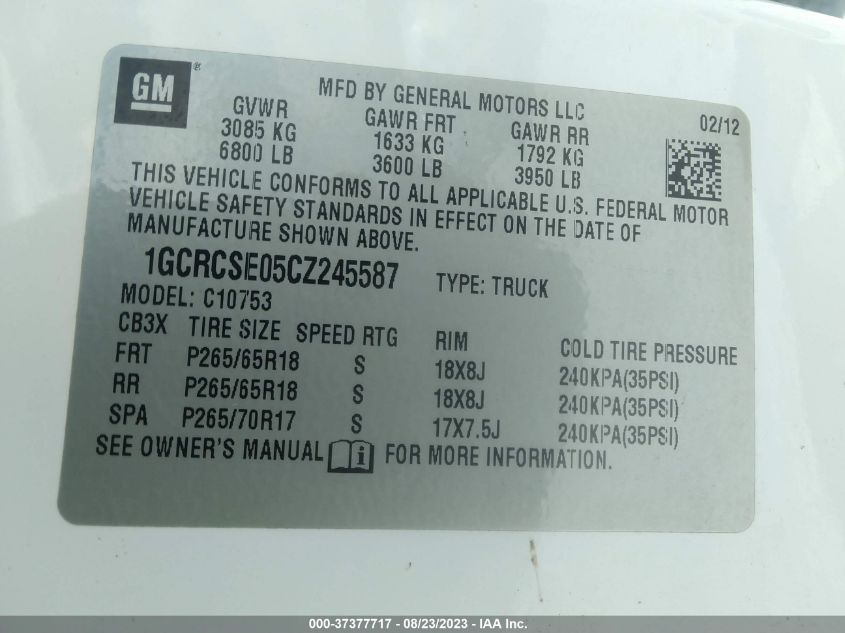 GM ®
MFD BY GENERAL MOTORS LLC
02/12
GVWR GAWR FRT GAWR RR
3085 KG 1633 KG 1792 KG
6800 LB 3600 LB 3950 LB
THIS VEHICLE CONFORMS TO ALL APPLICABLE U.S. FEDERAL MOTOR
VEHICLE SAFETY STANDARDS IN EFFECT ON THE DATE OF
MANUFACTURE SHOWN ABOVE.
1GCRCSE05CZ245587 TYPE: TRUCK
MODEL: C10753
CB3X TIRE SIZE SPEED RTG RIM COLD TIRE PRESSURE
FRT P265/65R18 S 18X8J 240KPA(35PSI)
RR P265/65R18 S 18X8J 240KPA(35PSI)
SPA P265/70R17 S 17X7.5J 240KPA(35PSI)
SEE OWNER'S MANUAL i FOR MORE INFORMATION.
000-37377717 - 08/23/2023 - IAA Inc.